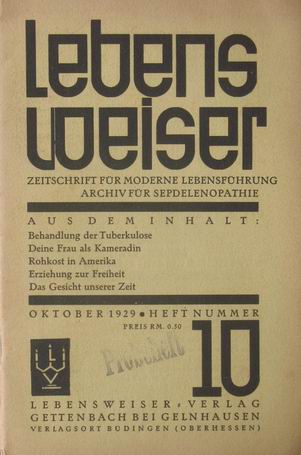 Lebens
weiser
ZEITSCHRIFT FÜR MODERNE LEBENSFÜHRUNG
ARCHIV FÜR SEPDELENOPATHIE
AUS DEM INHALT:
Behandlung der Tuberkulose
Deine Frau als Kameradin
Rohkost in Amerika
Erziehung zur Freiheit
Das Gesicht unserer Zeit
OKTOBER 1929 • HEFTNUMMER
PREIS RM. 0.50
10
Probeheft
LEBENSWEISER-VERLAG
GETTENBACH BEI GELNHAUSEN
VERLAGSORT BÜDINGEN (OBERHESSEN)